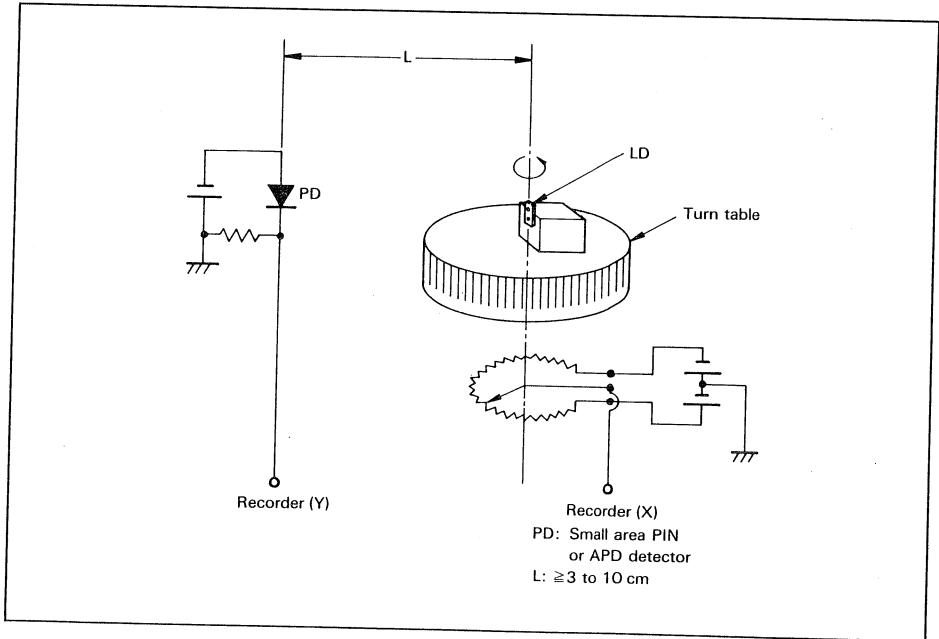 L
LD
PD
Turn table
Recorder (Y)
Recorder (X)
PD: Small area PIN
or APD detector
L: ≧3 to 10 cm